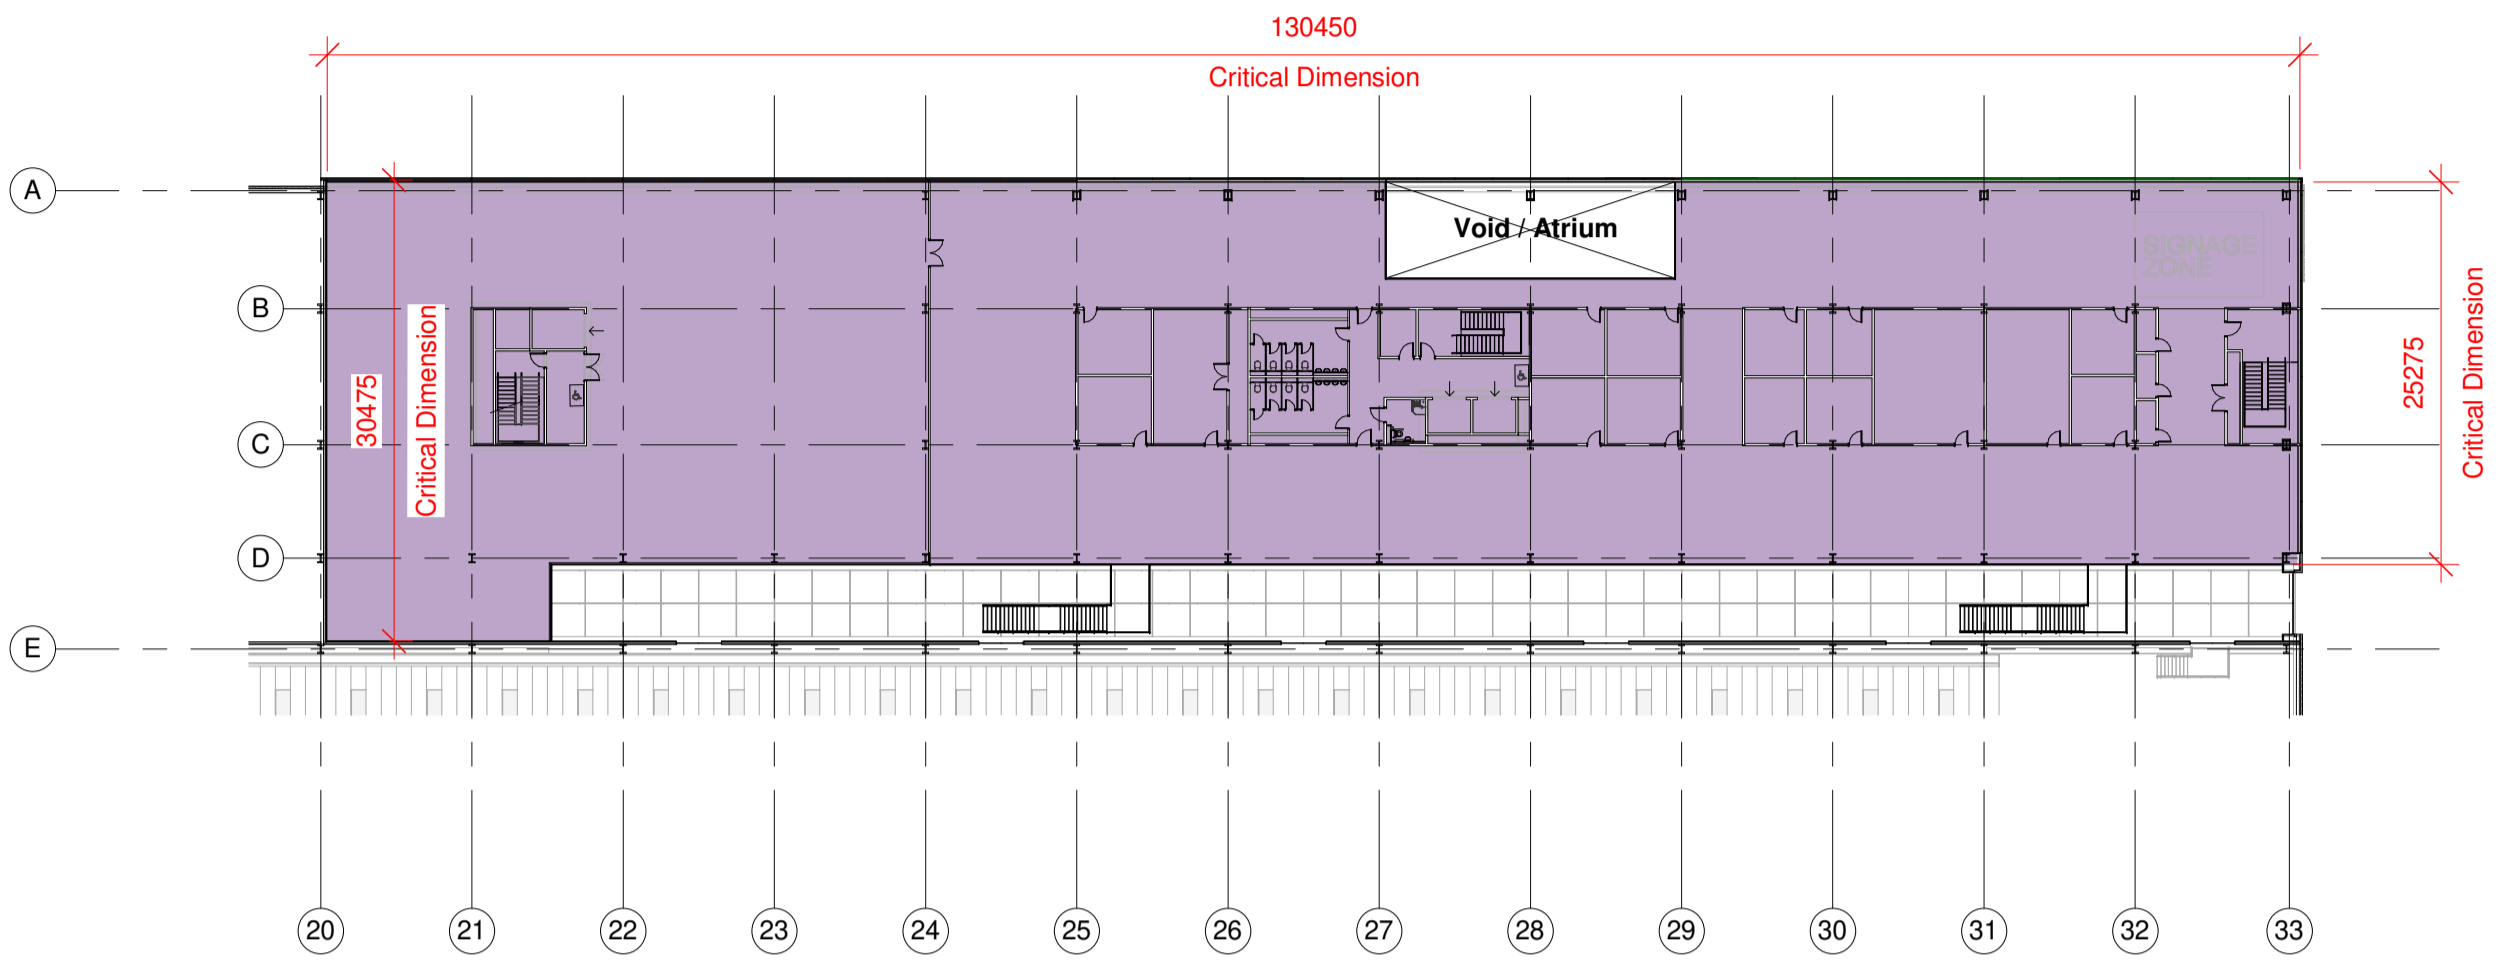 130450
Critical Dimension
A
Void / Atrium
SIGNAGE
ZONE
B
30475
Critical Dimension
25275
Critical Dimension
C
D
E
20
21
22
23
24
25
26
27
28
29
30
31
32
33